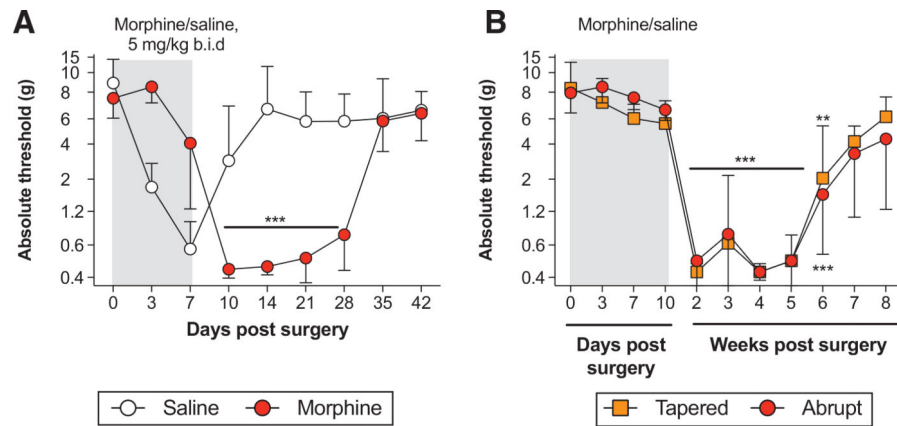 A
Morphine/saline,
5 mg/kg b.i.d
Absolute threshold (g)
15
10
8
6
4
2
1.2
0.6
0.4
***
0 3 7 10 14 21 28 35 42
Days post surgery
Saline Morphine
B
Morphine/saline
Absolute threshold (g)
15
10
8
6
4
2
1.2
0.6
0.4
***
**
***
0 3 7 10 2 3 4 5 6 7 8
Days post
surgery
Weeks post surgery
Tapered Abrupt